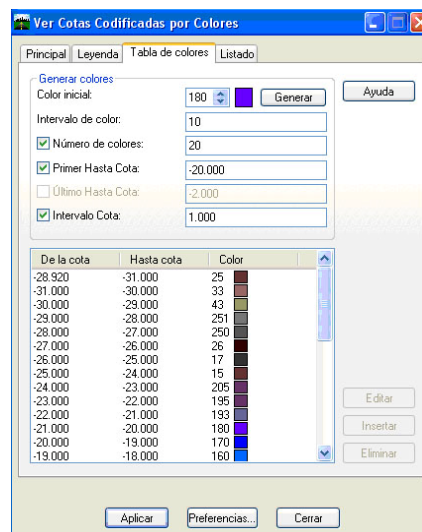 Ver Cotas Codificadas por Colores
Principal Leyenda Tabla de colores Listado
Generar colores
Color inicial: 180 Generar Ayuda
Intervalo de color: 10
Número de colores: 20
Primer Hasta Cota: -20.000
Último Hasta Cota: -2.000
Intervalo Cota: 1.000
De la cota Hasta cota Color
-28.920 -31.000 25
-31.000 -30.000 33
-30.000 -29.000 43
-29.000 -28.000 251
-28.000 -27.000 250
-27.000 -26.000 26
-26.000 -25.000 17
-25.000 -24.000 15
-24.000 -23.000 205
-23.000 -22.000 195
-22.000 -21.000 193
-21.000 -20.000 180
-20.000 -19.000 170
-19.000 -18.000 160
Editar
Insertar
Eliminar
Aplicar Preferencias... Cerrar